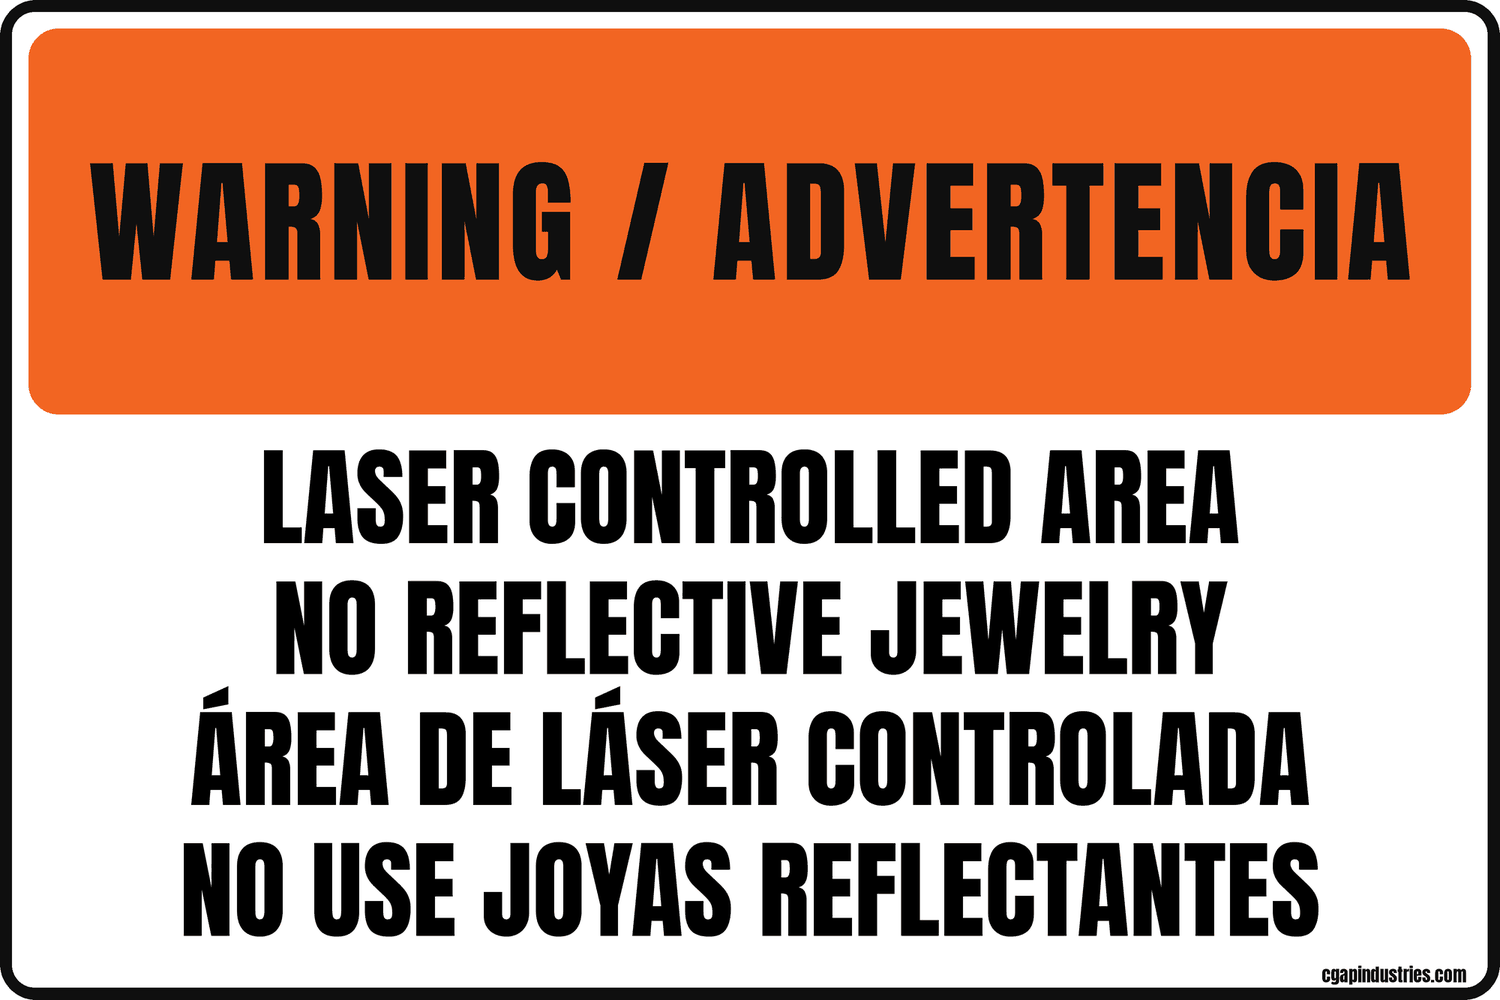 WARNING / ADVERTENCIA
LASER CONTROLLED AREA
NO REFLECTIVE JEWELRY
ÁREA DE LÁSER CONTROLADA
NO USE JOYAS REFLECTANTES
cgapindustries.com